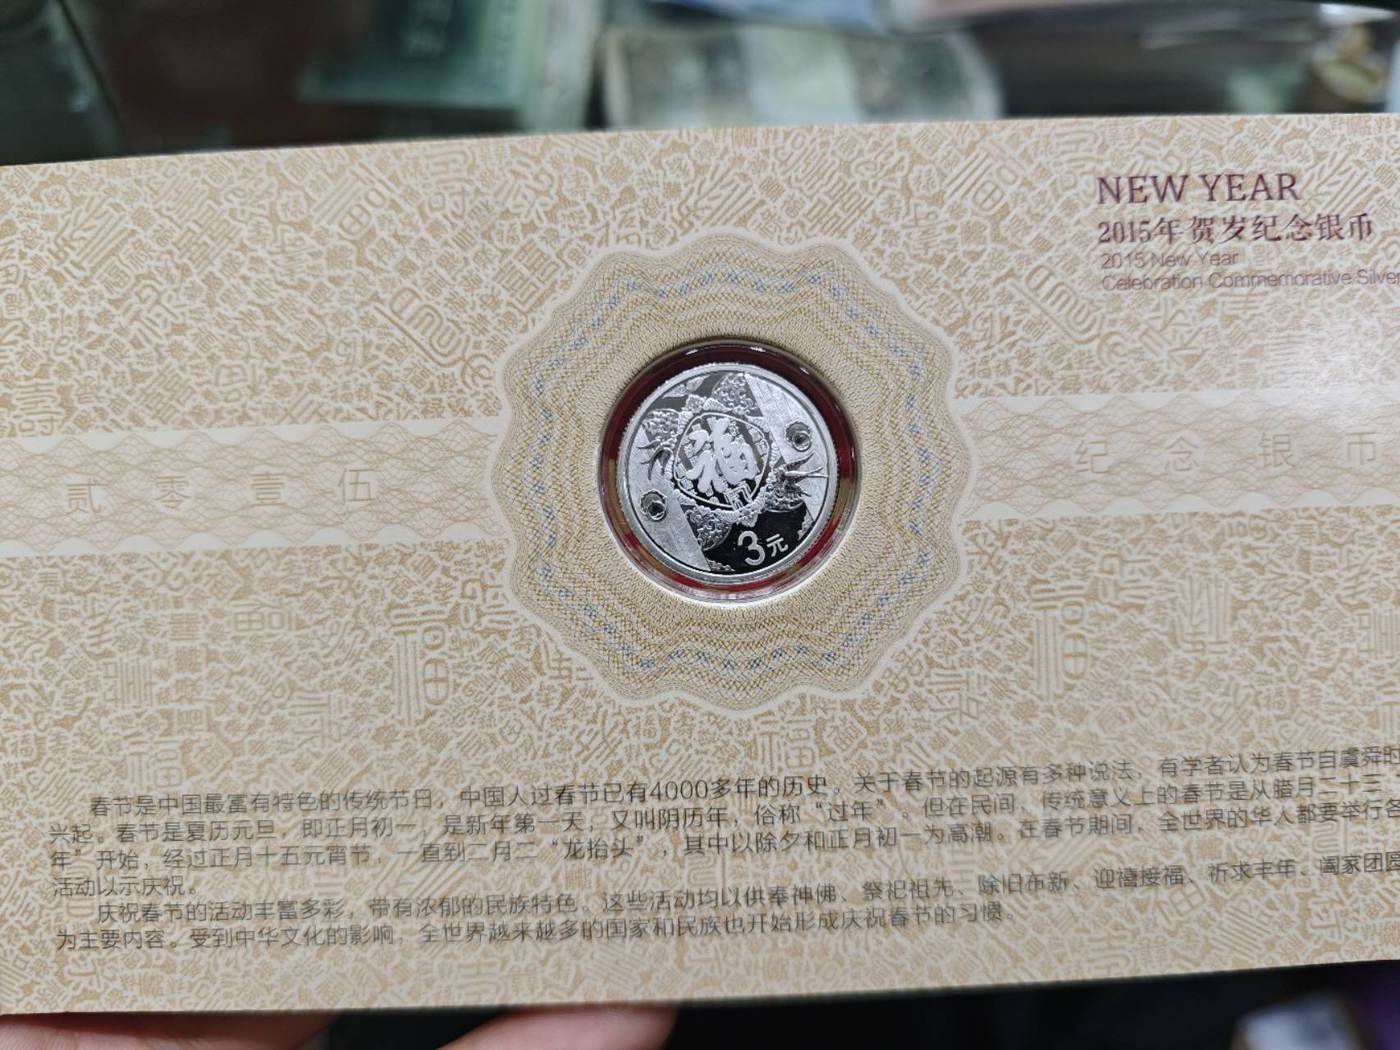 NEW YEAR
2015年贺岁纪念银币
2015 New Year
Celebration Commemorative Silver
福
3元
贰零壹伍
纪念银币
春节是中国最富有特色的传统节日，中国人过春节已有4000多年的历史。关于春节的起源有多种说法，有学者认为春节自虞舜时
兴起。春节是夏历元旦，即正月初一，是新年第一天，又叫阴历年，俗称“过年”。但在民间，传统意义上的春节是从腊月二十三
年”开始，经过正月十五元宵节，一直到二月二“龙抬头”，其中以除夕和正月初一为高潮。在春节期间，全世界的华人都要举行各
活动以示庆祝。
庆祝春节的活动丰富多彩，带有浓郁的民族特色。这些活动均以供奉神佛、祭祀祖先、除旧布新、迎禧接福、祈求丰年、阖家团圆
为主要内容。受到中华文化的影响，全世界越来越多的国家和民族也开始形成庆祝春节的习惯。